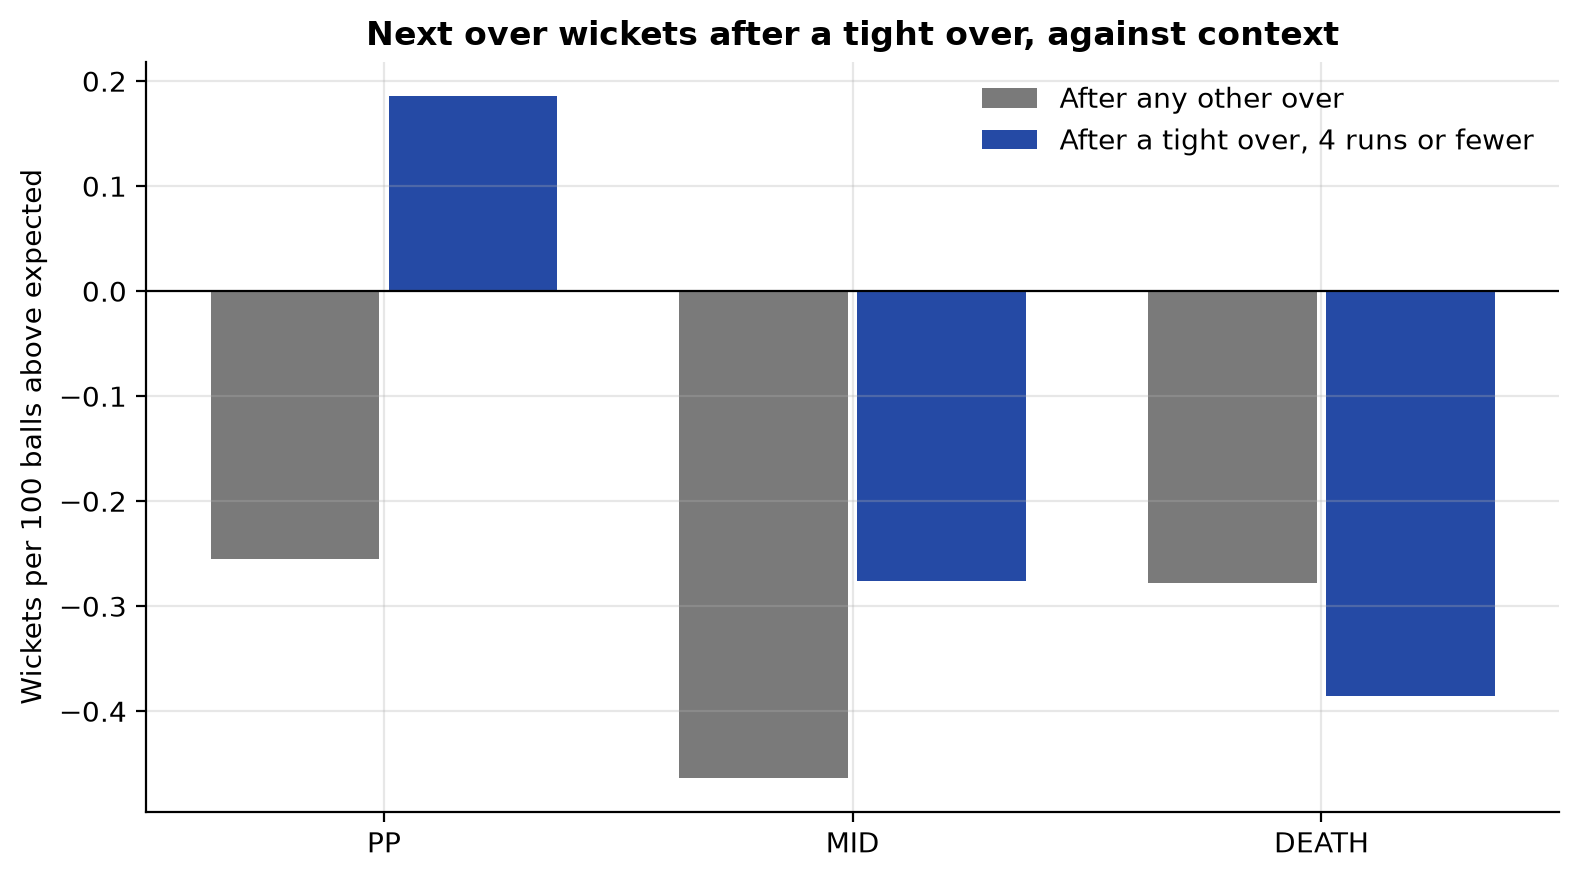 Next over wickets after a tight over, against context
After any other over
After a tight over, 4 runs or fewer
Wickets per 100 balls above expected
0.2
0.1
0.0
−0.1
−0.2
−0.3
−0.4
PP
MID
DEATH